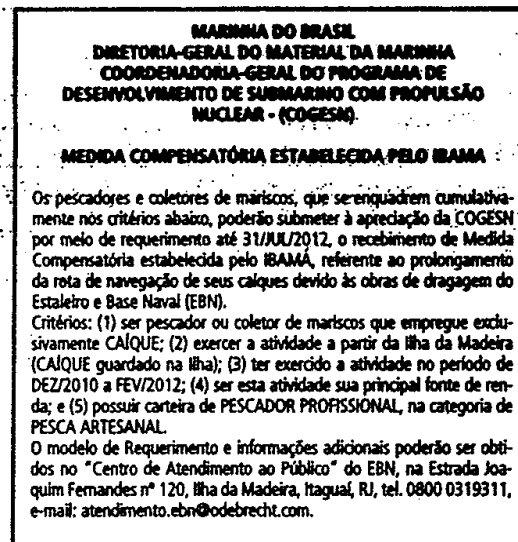 MARINHA DO BRASIL
DIRETORIA-GERAL DO MATERIAL DA MARINHA
COORDENADORIA-GERAL DO PROGRAMA DE
DESENVOLVIMENTO DE SUBMARINO COM PROPULSÃO
NUCLEAR - (COGESN)
MEDIDA COMPENSATÓRIA ESTABELECIDA PELO IBAMA
Os pescadores e coletores de mariscos, que se enquadrem cumulativa-
mente nos critérios abaixo, poderão submeter à apreciação da COGESN
por meio de requerimento até 31/JUL/2012, o recebimento de Medida
Compensatória estabelecida pelo IBAMA, referente ao prolongamento
da rota de navegação de seus caíques devido às obras de dragagem do
Estaleiro e Base Naval (EBN).
Critérios: (1) ser pescador ou coletor de mariscos que empregue exclu-
sivamente CAÍQUE; (2) exercer a atividade a partir da Ilha da Madeira
(CAÍQUE guardado na Ilha); (3) ter exercido a atividade no período de
DEZ/2010 a FEV/2012; (4) ser esta atividade sua principal fonte de ren-
da; e (5) possuir carteira de PESCADOR PROFISSIONAL, na categoria de
PESCA ARTESANAL.
O modelo de Requerimento e informações adicionais poderão ser obti-
dos no "Centro de Atendimento ao Público" do EBN, na Estrada Joa-
quim Fernandes nº 120, Ilha da Madeira, Itaguaí, RJ, tel. 0800 0319311,
e-mail: atendimento.ebn@odebrecht.com.